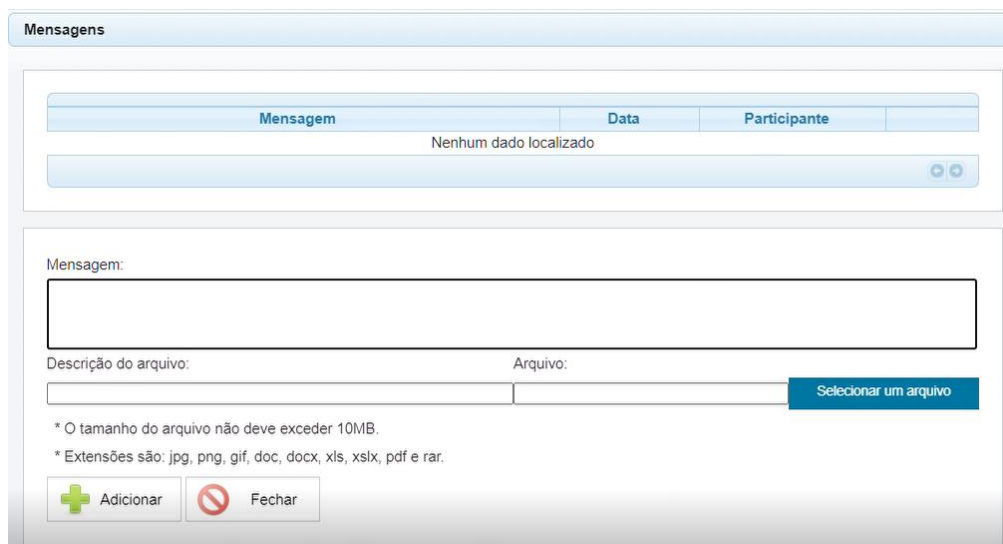 Mensagens
Mensagem Data Participante
Nenhum dado localizado
Mensagem:
Descrição do arquivo: Arquivo:
Selecionar um arquivo
* O tamanho do arquivo não deve exceder 10MB.
* Extensões são: jpg, png, gif, doc, docx, xls, xslx, pdf e rar.
Adicionar Fechar